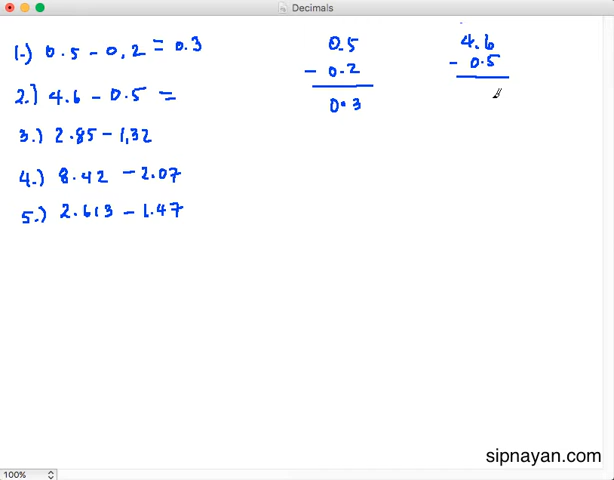 Decimals
1.) 0.5 - 0,2 = 0.3
2.) 4.6 - 0.5 =
3.) 2.85 - 1,32
4.) 8.42 - 2.07
5.) 2.613 - 1.47
0.5
- 0.2
0.3
4.6
- 0.5
sipnayan.com
100%